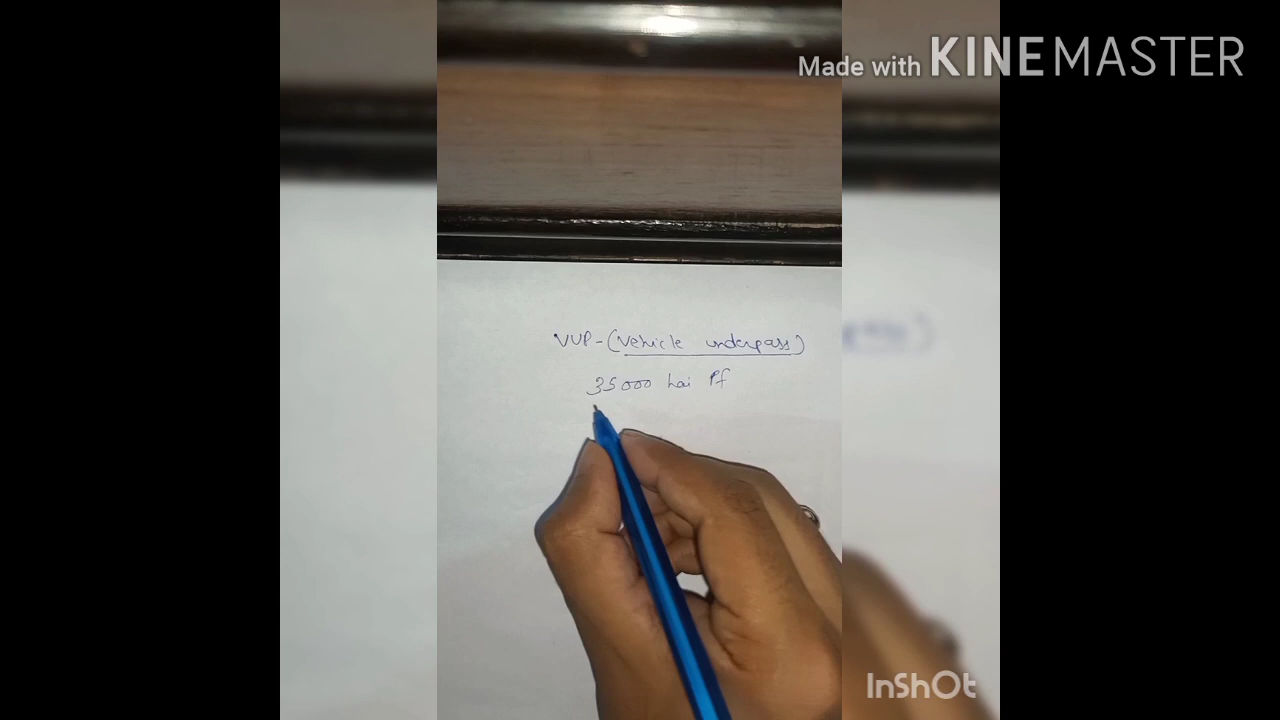 Made with KINEMASTER
VUP - (Vehicle underpass)
35000 hai Pf
InShOt